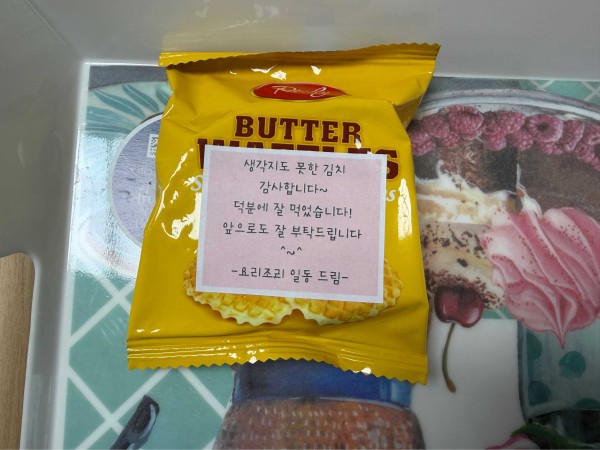 BUTTER
생각지도 못한 김치
감사합니다~
덕분에 잘 먹었습니다!
앞으로도 잘 부탁드립니다
^~^
-요리조리 일동 드림-